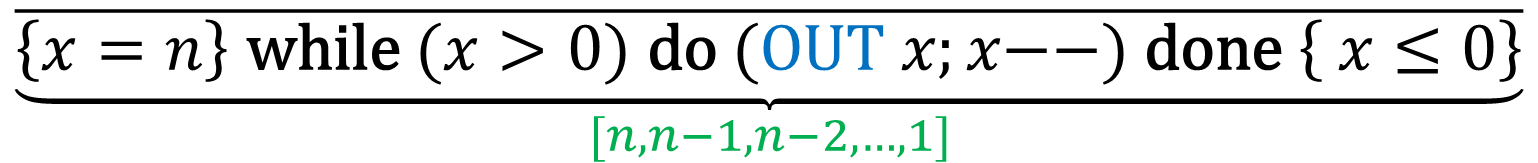 {x = n} while (x > 0) do (OUT x; x−−) done { x ≤ 0}
[n,n−1,n−2,…,1]